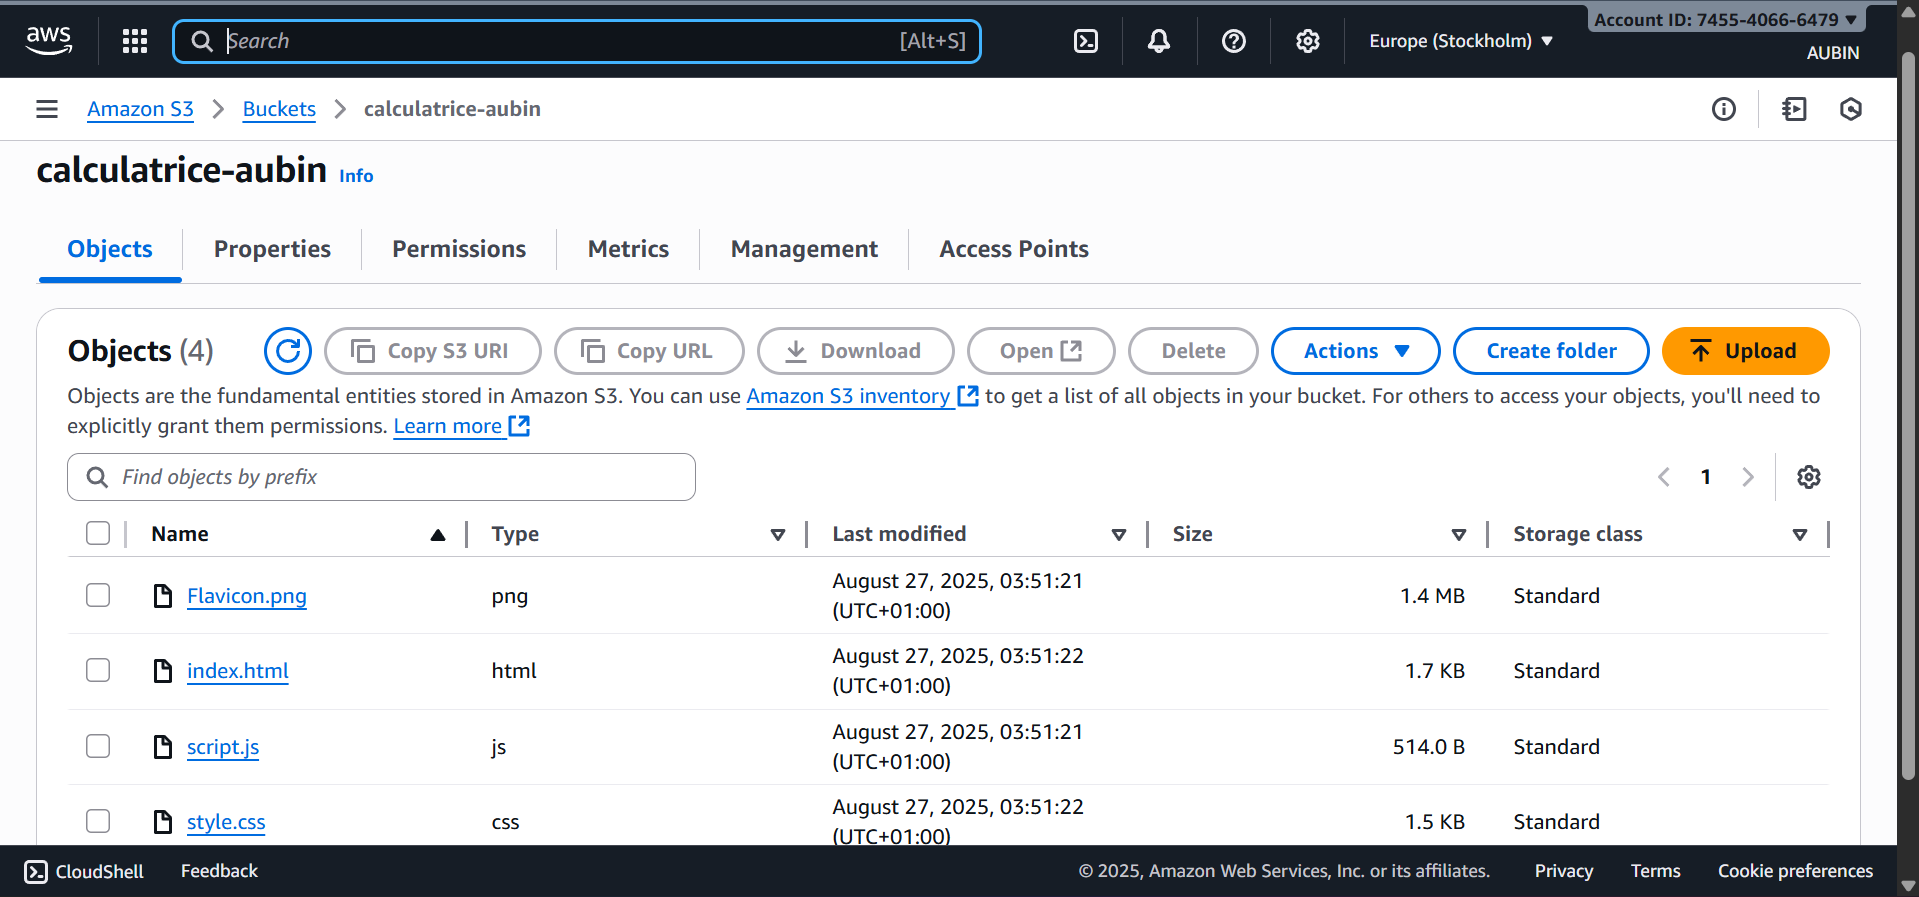 aws
Search [Alt+S]
Europe (Stockholm)
Account ID: 7455-4066-6479
AUBIN
Amazon S3 > Buckets > calculatrice-aubin
calculatrice-aubin Info
Objects Properties Permissions Metrics Management Access Points
Objects (4) Copy S3 URI Copy URL Download Open Delete Actions Create folder Upload
Objects are the fundamental entities stored in Amazon S3. You can use Amazon S3 inventory to get a list of all objects in your bucket. For others to access your objects, you'll need to
explicitly grant them permissions. Learn more
Find objects by prefix
1
Name Type Last modified Size Storage class
Flavicon.png png August 27, 2025, 03:51:21 (UTC+01:00) 1.4 MB Standard
index.html html August 27, 2025, 03:51:22 (UTC+01:00) 1.7 KB Standard
script.js js August 27, 2025, 03:51:21 (UTC+01:00) 514.0 B Standard
style.css css August 27, 2025, 03:51:22 (UTC+01:00) 1.5 KB Standard
CloudShell Feedback © 2025, Amazon Web Services, Inc. or its affiliates. Privacy Terms Cookie preferences